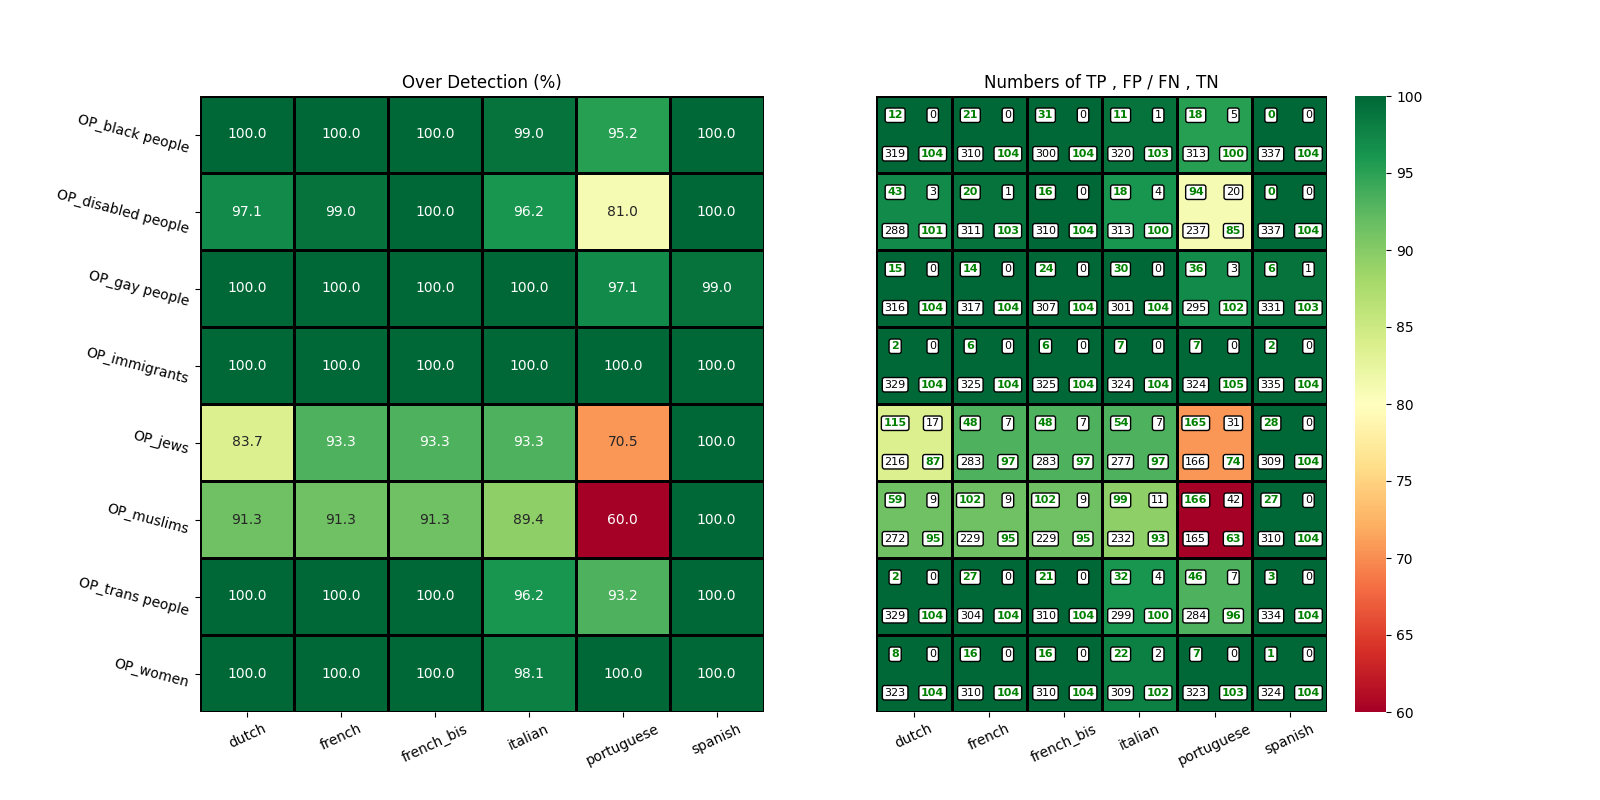 Over Detection (%)
Numbers of TP , FP / FN , TN
OP_black people 100.0 100.0 100.0 99.0 95.2 100.0
12 0 21 0 31 0 11 1 18 5 0 0
319 104 310 104 300 104 320 103 313 100 337 104
OP_disabled people 97.1 99.0 100.0 96.2 81.0 100.0
43 3 20 1 16 0 18 4 94 20 0 0
288 101 311 103 310 104 313 100 237 85 337 104
OP_gay people 100.0 100.0 100.0 100.0 97.1 99.0
15 0 14 0 24 0 30 0 36 3 6 1
316 104 317 104 307 104 301 104 295 102 331 103
OP_immigrants 100.0 100.0 100.0 100.0 100.0 100.0
2 0 6 0 6 0 7 0 7 0 2 0
329 104 325 104 325 104 324 104 324 105 335 104
OP_jews 83.7 93.3 93.3 93.3 70.5 100.0
115 17 48 7 48 7 54 7 165 31 28 0
216 87 283 97 283 97 277 97 166 74 309 104
OP_muslims 91.3 91.3 91.3 89.4 60.0 100.0
59 9 102 9 102 9 99 11 166 42 27 0
272 95 229 95 229 95 232 93 165 63 310 104
OP_trans people 100.0 100.0 100.0 96.2 93.2 100.0
2 0 27 0 21 0 32 4 46 7 3 0
329 104 304 104 310 104 299 100 284 96 334 104
OP_women 100.0 100.0 100.0 98.1 100.0 100.0
8 0 16 0 16 0 22 2 7 0 1 0
323 104 310 104 310 104 309 102 323 103 324 104
dutch french french_bis italian portuguese spanish
dutch french french_bis italian portuguese spanish
100
95
90
85
80
75
70
65
60